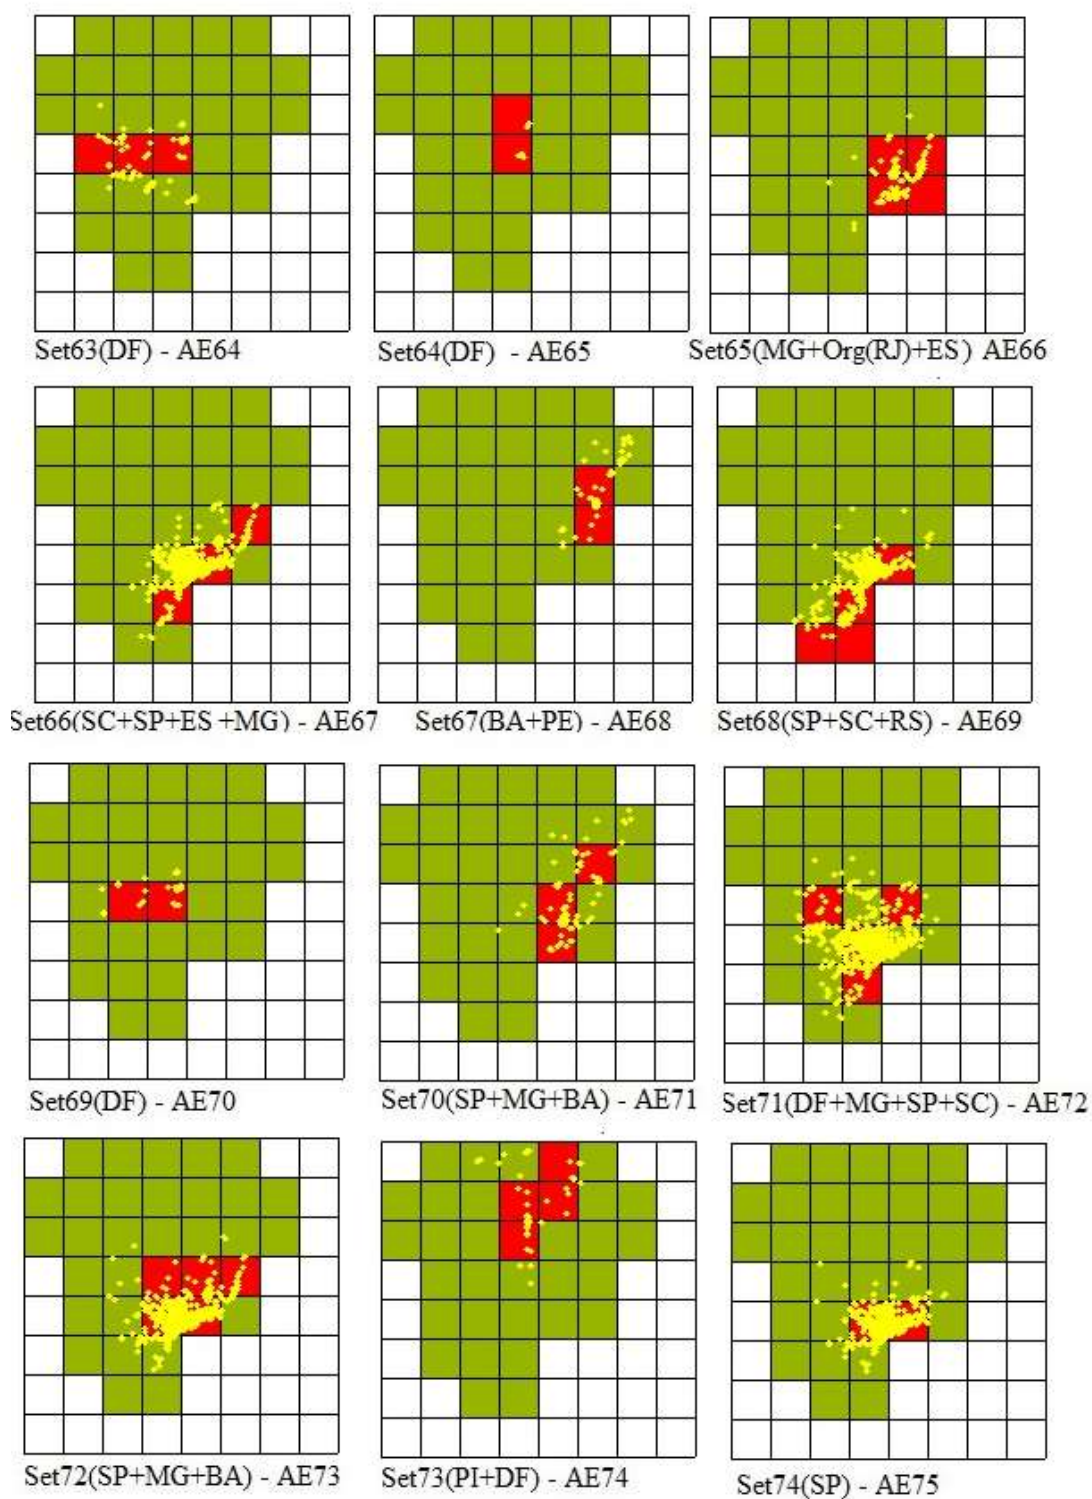 Set63(DF) - AE64
Set64(DF) - AE65
Set65(MG+Org(RJ)+ES) AE66
Set66(SC+SP+ES +MG) - AE67
Set67(BA+PE) - AE68
Set68(SP+SC+RS) - AE69
Set69(DF) - AE70
Set70(SP+MG+BA) - AE71
Set71(DF+MG+SP+SC) - AE72
Set72(SP+MG+BA) - AE73
Set73(PI+DF) - AE74
Set74(SP) - AE75